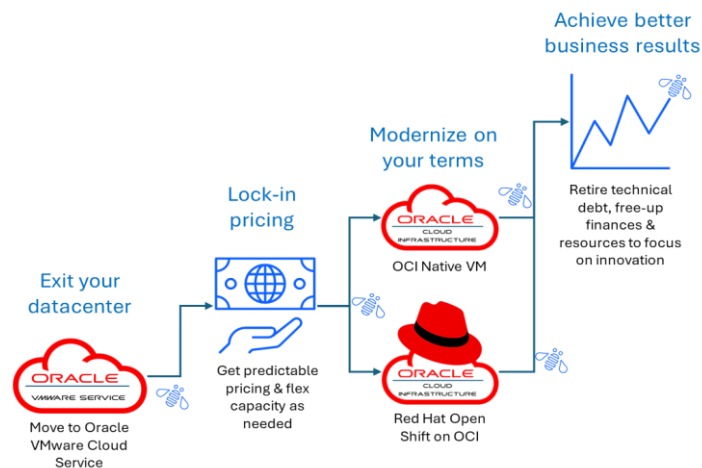 Exit your
datacenter
ORACLE
VMWARE SERVICE
Move to Oracle
VMware Cloud
Service
Lock-in
pricing
Get predictable
pricing & flex
capacity as
needed
Modernize on
your terms
ORACLE
CLOUD
INFRASTRUCTURE
OCI Native VM
ORACLE
CLOUD
INFRASTRUCTURE
Red Hat Open
Shift on OCI
Achieve better
business results
Retire technical
debt, free-up
finances &
resources to focus
on innovation